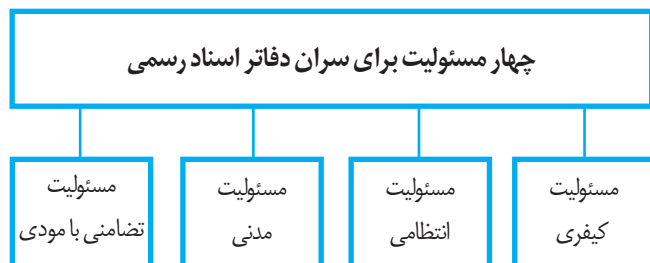 چهار مسئولیت برای سران دفاتر اسناد رسمی
مسئولیت
کیفری
مسئولیت
انتظامی
مسئولیت
مدنی
مسئولیت
تضامنی با مودی